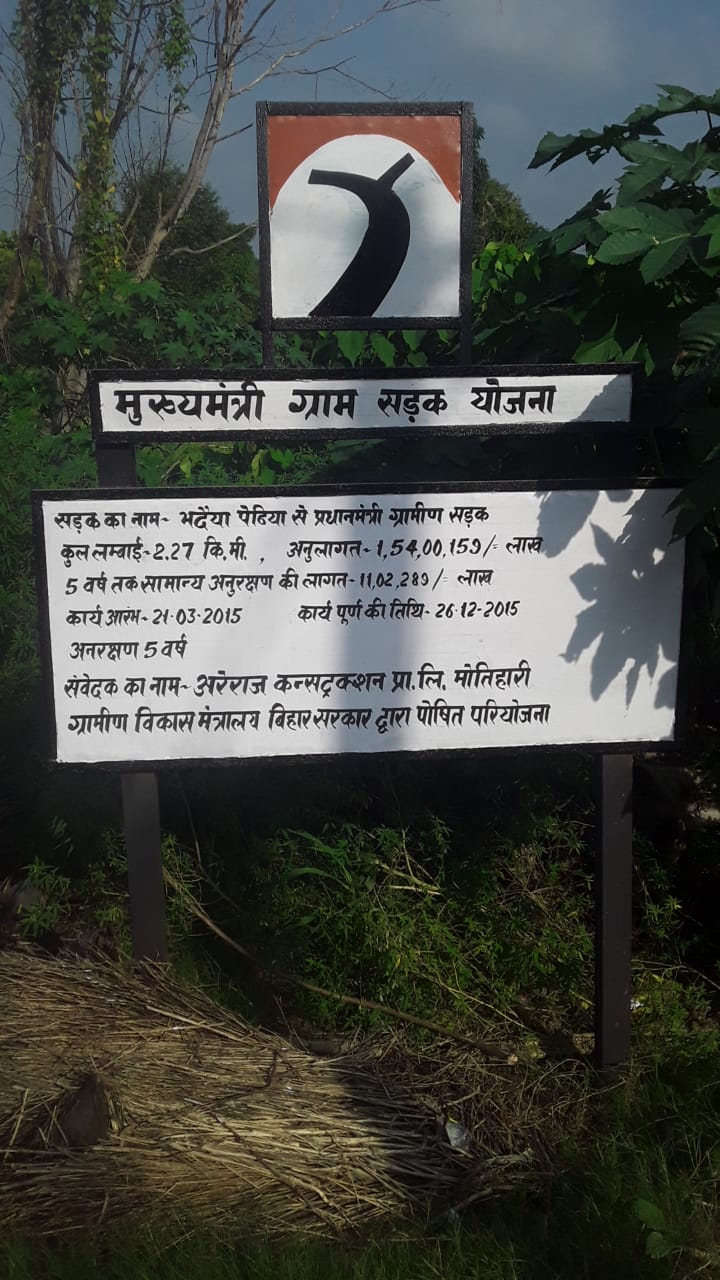 मुख्यमंत्री ग्राम सड़क योजना
सड़क का नाम- भदैया पेठिया से प्रधानमंत्री ग्रामीण सड़क
कुल लम्बाई-2.27 कि.मी. , अनुलागत-1,54,00,159/= लाख
5 वर्ष तक सामान्य अनुरक्षण की लागत-11,02,289/= लाख
कार्य आरंम-21.03.2015 कार्य पूर्ण की तिथि- 26.12.2015
अनरक्षण 5 वर्ष
संवेदक का नाम- अरेराज कन्सट्रक्शन प्रा.लि. मोतिहारी
ग्रामीण विकास मंत्रालय बिहार सरकार द्वारा पोषित परियोजना